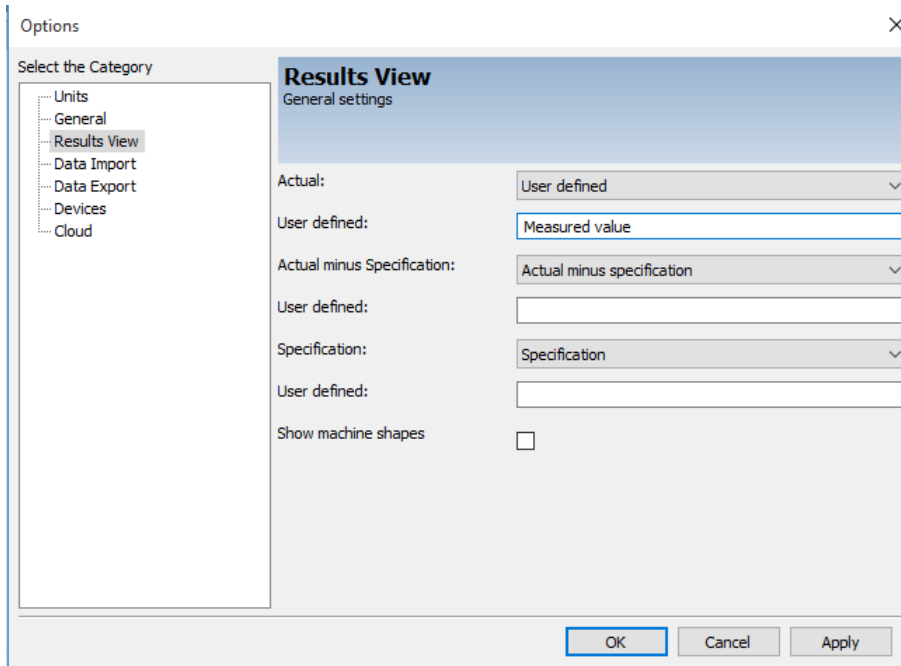 Options
Select the Category
Units
General
Results View
Data Import
Data Export
Devices
Cloud
Results View
General settings
Actual:
User defined
User defined:
Measured value
Actual minus Specification:
Actual minus specification
User defined:
Specification:
Specification
User defined:
Show machine shapes
OK
Cancel
Apply